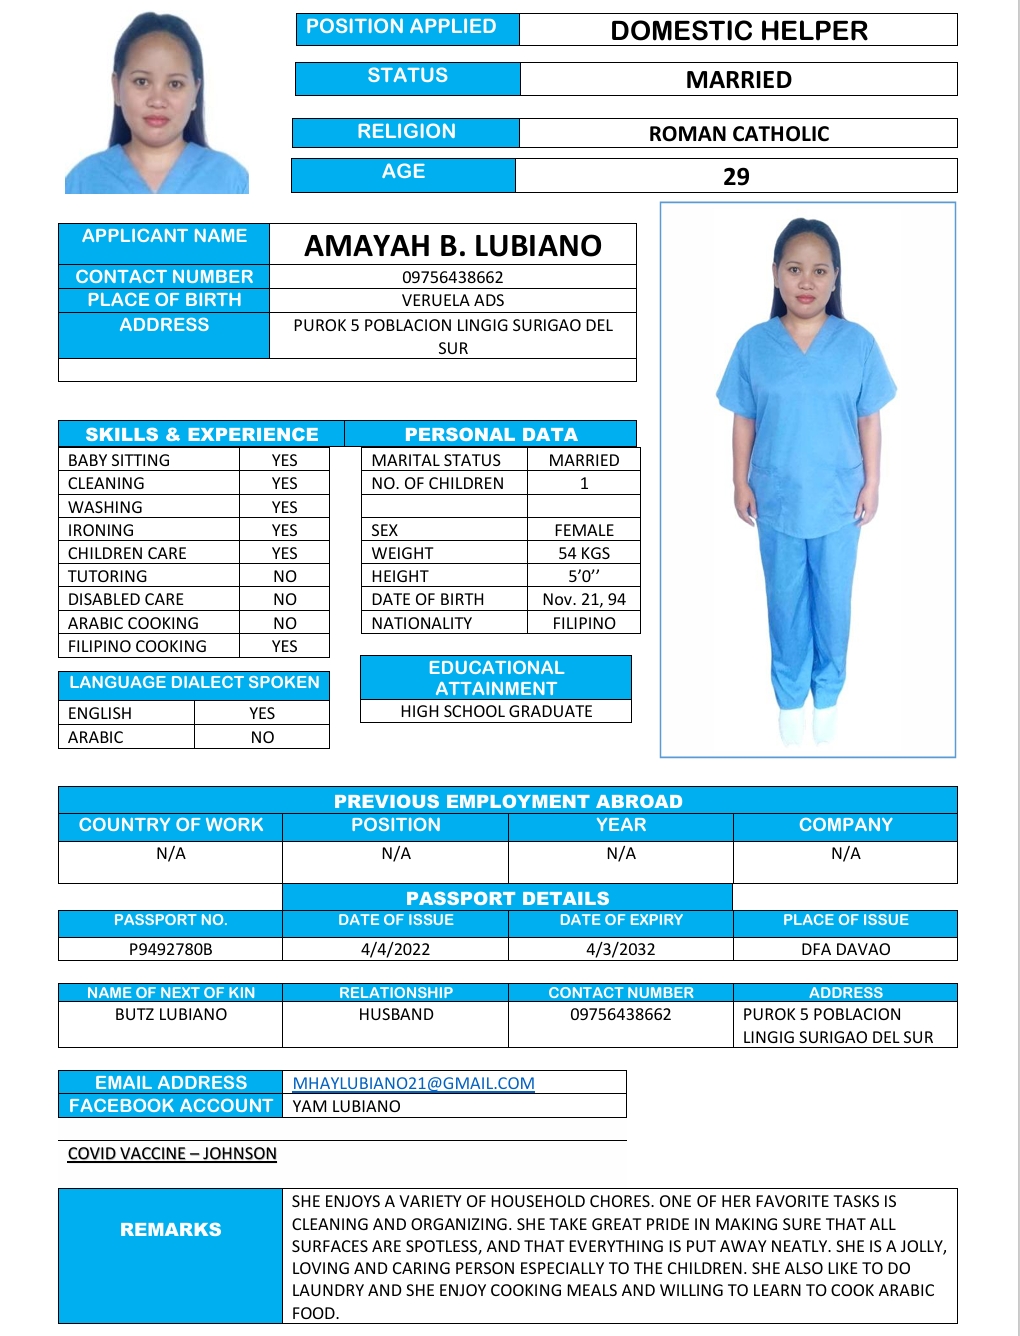 POSITION APPLIED DOMESTIC HELPER
STATUS MARRIED
RELIGION ROMAN CATHOLIC
AGE 29
APPLICANT NAME AMAYAH B. LUBIANO
CONTACT NUMBER 09756438662
PLACE OF BIRTH VERUELA ADS
ADDRESS PUROK 5 POBLACION LINGIG SURIGAO DEL
SUR
SKILLS & EXPERIENCE
BABY SITTING YES
CLEANING YES
WASHING YES
IRONING YES
CHILDREN CARE YES
TUTORING NO
DISABLED CARE NO
ARABIC COOKING NO
FILIPINO COOKING YES
LANGUAGE DIALECT SPOKEN
ENGLISH YES
ARABIC NO
PERSONAL DATA
MARITAL STATUS MARRIED
NO. OF CHILDREN 1
SEX FEMALE
WEIGHT 54 KGS
HEIGHT 5’0’’
DATE OF BIRTH Nov. 21, 94
NATIONALITY FILIPINO
EDUCATIONAL
ATTAINMENT
HIGH SCHOOL GRADUATE
PREVIOUS EMPLOYMENT ABROAD
COUNTRY OF WORK POSITION YEAR COMPANY
N/A N/A N/A N/A
PASSPORT DETAILS
PASSPORT NO. DATE OF ISSUE DATE OF EXPIRY PLACE OF ISSUE
P9492780B 4/4/2022 4/3/2032 DFA DAVAO
NAME OF NEXT OF KIN RELATIONSHIP CONTACT NUMBER ADDRESS
BUTZ LUBIANO HUSBAND 09756438662 PUROK 5 POBLACION
LINGIG SURIGAO DEL SUR
EMAIL ADDRESS MHAYLUBIANO21@GMAIL.COM
FACEBOOK ACCOUNT YAM LUBIANO
COVID VACCINE – JOHNSON
REMARKS
SHE ENJOYS A VARIETY OF HOUSEHOLD CHORES. ONE OF HER FAVORITE TASKS IS
CLEANING AND ORGANIZING. SHE TAKE GREAT PRIDE IN MAKING SURE THAT ALL
SURFACES ARE SPOTLESS, AND THAT EVERYTHING IS PUT AWAY NEATLY. SHE IS A JOLLY,
LOVING AND CARING PERSON ESPECIALLY TO THE CHILDREN. SHE ALSO LIKE TO DO
LAUNDRY AND SHE ENJOY COOKING MEALS AND WILLING TO LEARN TO COOK ARABIC
FOOD.